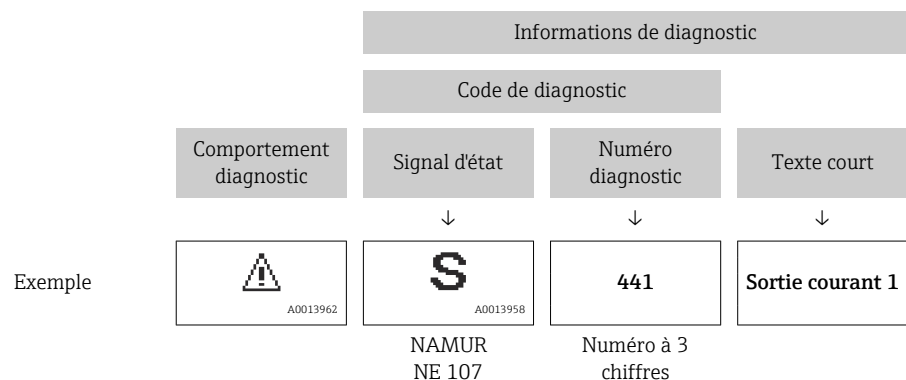 Informations de diagnostic
Code de diagnostic
Comportement
diagnostic
Signal d'état
Numéro
diagnostic
Texte court
↓ ↓ ↓
Exemple
A0013962
S
A0013958
441
Sortie courant 1
NAMUR
NE 107
Numéro à 3
chiffres